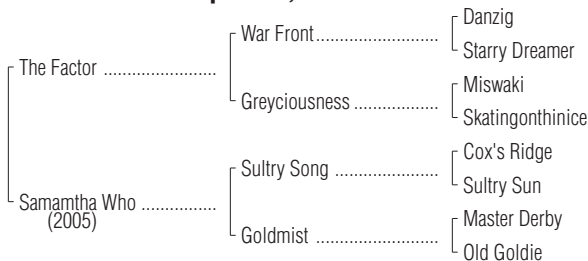 Danzig
War Front
Starry Dreamer
The Factor
Miswaki
Greyciousness
Skatingonthinice
Cox's Ridge
Sultry Song
Sultry Sun
Samamtha Who
(2005)
Master Derby
Goldmist
Old Goldie